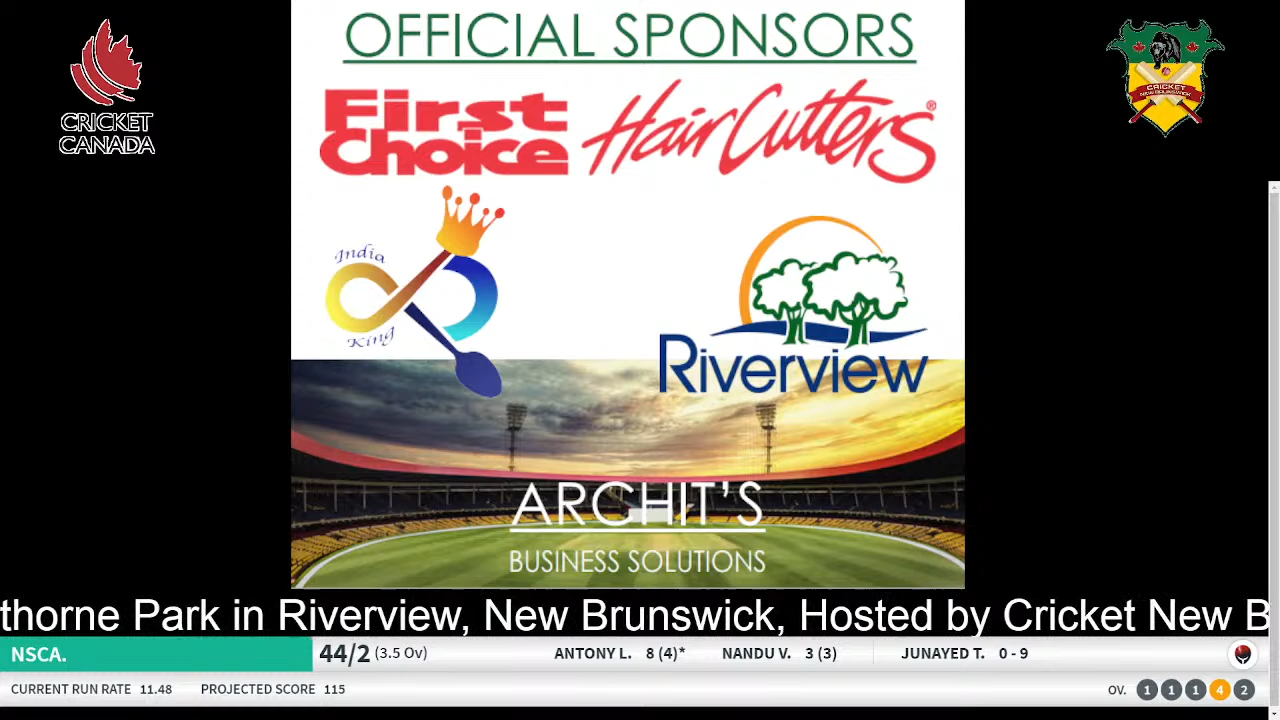 OFFICIAL SPONSORS
CRICKET
CANADA
CRICKET
NEW BRUNSWICK
First
Choice
HairCutters®
India
King
Riverview
ARCHIT'S
BUSINESS SOLUTIONS
thorne Park in Riverview, New Brunswick, Hosted by Cricket New B
NSCA. 44/2 (3.5 Ov) ANTONY L. 8 (4)* NANDU V. 3 (3) JUNAYED T. 0 - 9
CURRENT RUN RATE 11.48 PROJECTED SCORE 115 OV. 1 1 1 4 2